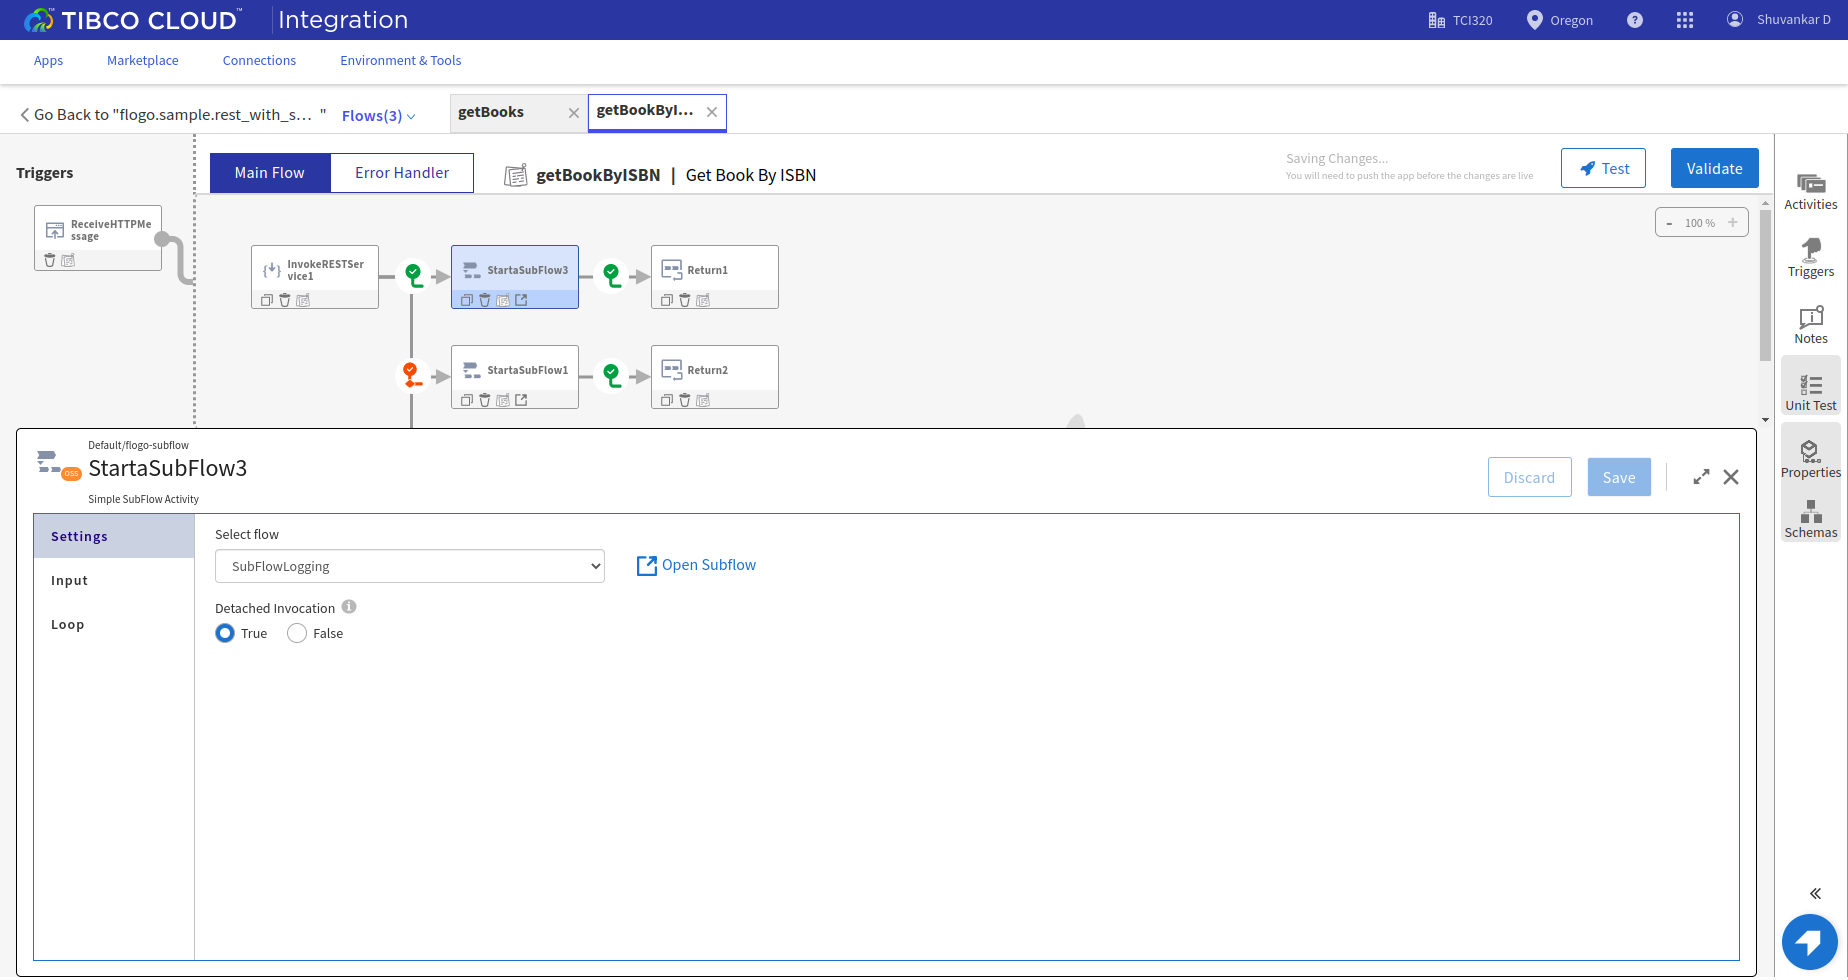 TIBCO CLOUD™ Integration
TCI320
Oregon
?
Shuvankar D
Apps
Marketplace
Connections
Environment & Tools
Go Back to "flogo.sample.rest_with_s... "
Flows(3)
getBooks
getBookByI...
Triggers
Main Flow
Error Handler
getBookByISBN | Get Book By ISBN
Saving Changes...
You will need to push the app before the changes are live
Test
Validate
ReceiveHTTPMe
ssage
- 100 % +
InvokeRESTSer
vice1
StartaSubFlow3
Return1
StartaSubFlow1
Return2
Activities
Triggers
Notes
Unit Test
Properties
Schemas
Default/flogo-subflow
OSS
StartaSubFlow3
Simple SubFlow Activity
Discard
Save
Settings
Input
Loop
Select flow
SubFlowLogging
Open Subflow
Detached Invocation
True
False